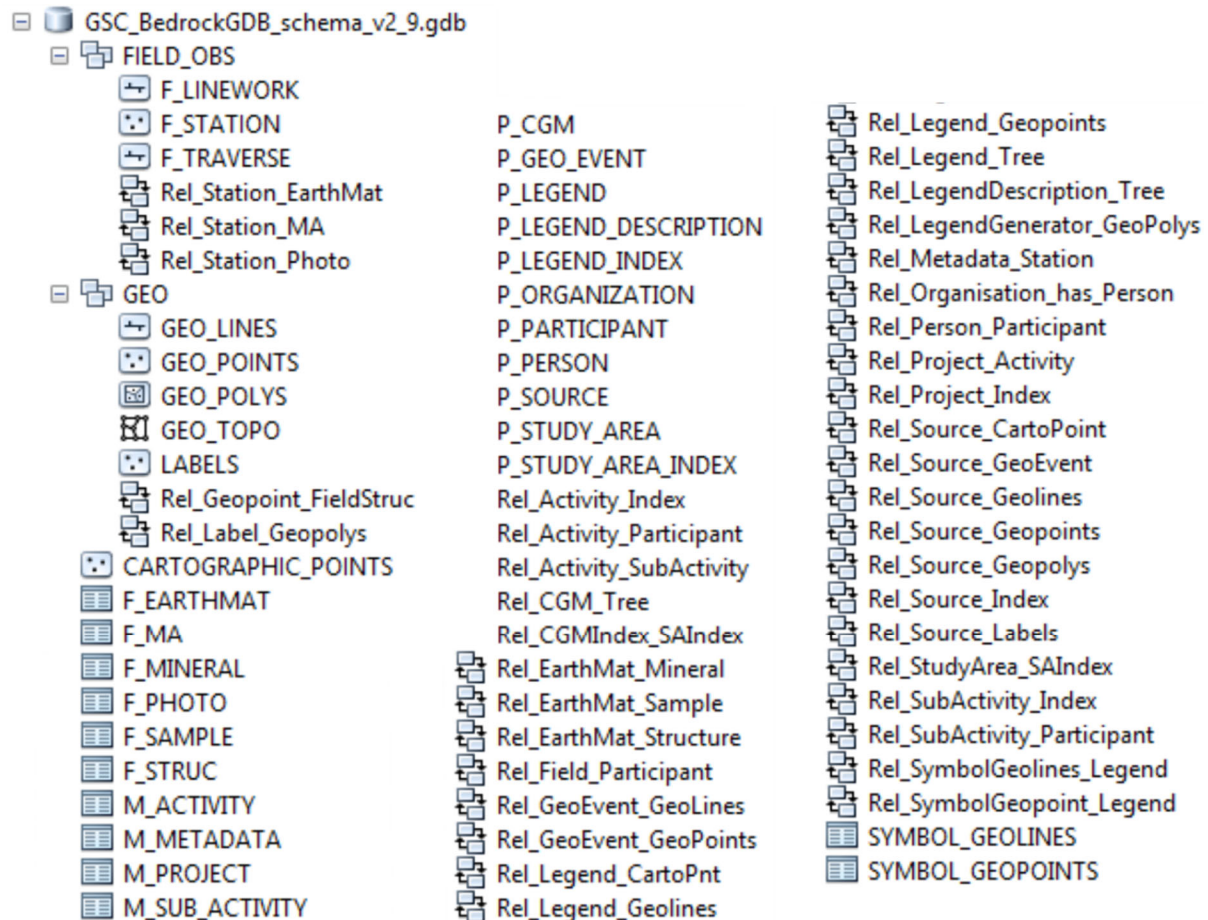 GSC_BedrockGDB_schema_v2_9.gdb
FIELD_OBS
F_LINEWORK
F_STATION
F_TRAVERSE
Rel_Station_EarthMat
Rel_Station_MA
Rel_Station_Photo
GEO
GEO_LINES
GEO_POINTS
GEO_POLYS
GEO_TOPO
LABELS
Rel_Geopoint_FieldStruc
Rel_Label_Geopolys
CARTOGRAPHIC_POINTS
F_EARTHMAT
F_MA
F_MINERAL
F_PHOTO
F_SAMPLE
F_STRUC
M_ACTIVITY
M_METADATA
M_PROJECT
M_SUB_ACTIVITY
P_CGM
P_GEO_EVENT
P_LEGEND
P_LEGEND_DESCRIPTION
P_LEGEND_INDEX
P_ORGANIZATION
P_PARTICIPANT
P_PERSON
P_SOURCE
P_STUDY_AREA
P_STUDY_AREA_INDEX
Rel_Activity_Index
Rel_Activity_Participant
Rel_Activity_SubActivity
Rel_CGM_Tree
Rel_CGMIndex_SAIndex
Rel_EarthMat_Mineral
Rel_EarthMat_Sample
Rel_EarthMat_Structure
Rel_Field_Participant
Rel_GeoEvent_GeoLines
Rel_GeoEvent_GeoPoints
Rel_Legend_CartoPnt
Rel_Legend_Geolines
Rel_Legend_Geopoints
Rel_Legend_Tree
Rel_LegendDescription_Tree
Rel_LegendGenerator_GeoPolys
Rel_Metadata_Station
Rel_Organisation_has_Person
Rel_Person_Participant
Rel_Project_Activity
Rel_Project_Index
Rel_Source_CartoPoint
Rel_Source_GeoEvent
Rel_Source_Geolines
Rel_Source_Geopoints
Rel_Source_Geopolys
Rel_Source_Index
Rel_Source_Labels
Rel_StudyArea_SAIndex
Rel_SubActivity_Index
Rel_SubActivity_Participant
Rel_SymbolGeolines_Legend
Rel_SymbolGeopoint_Legend
SYMBOL_GEOLINES
SYMBOL_GEOPOINTS